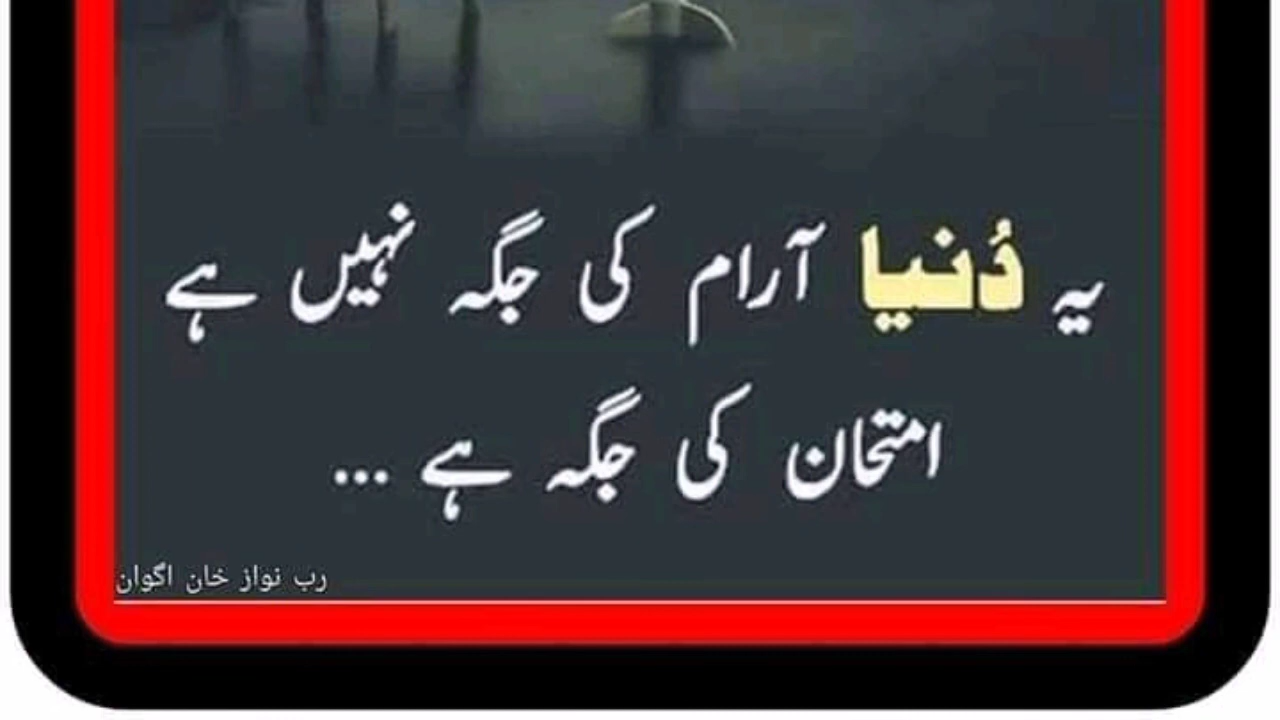 یہ دُنیا آرام کی جگہ نہیں ہے
امتحان کی جگہ ہے ...
رب نواز خان اگوان